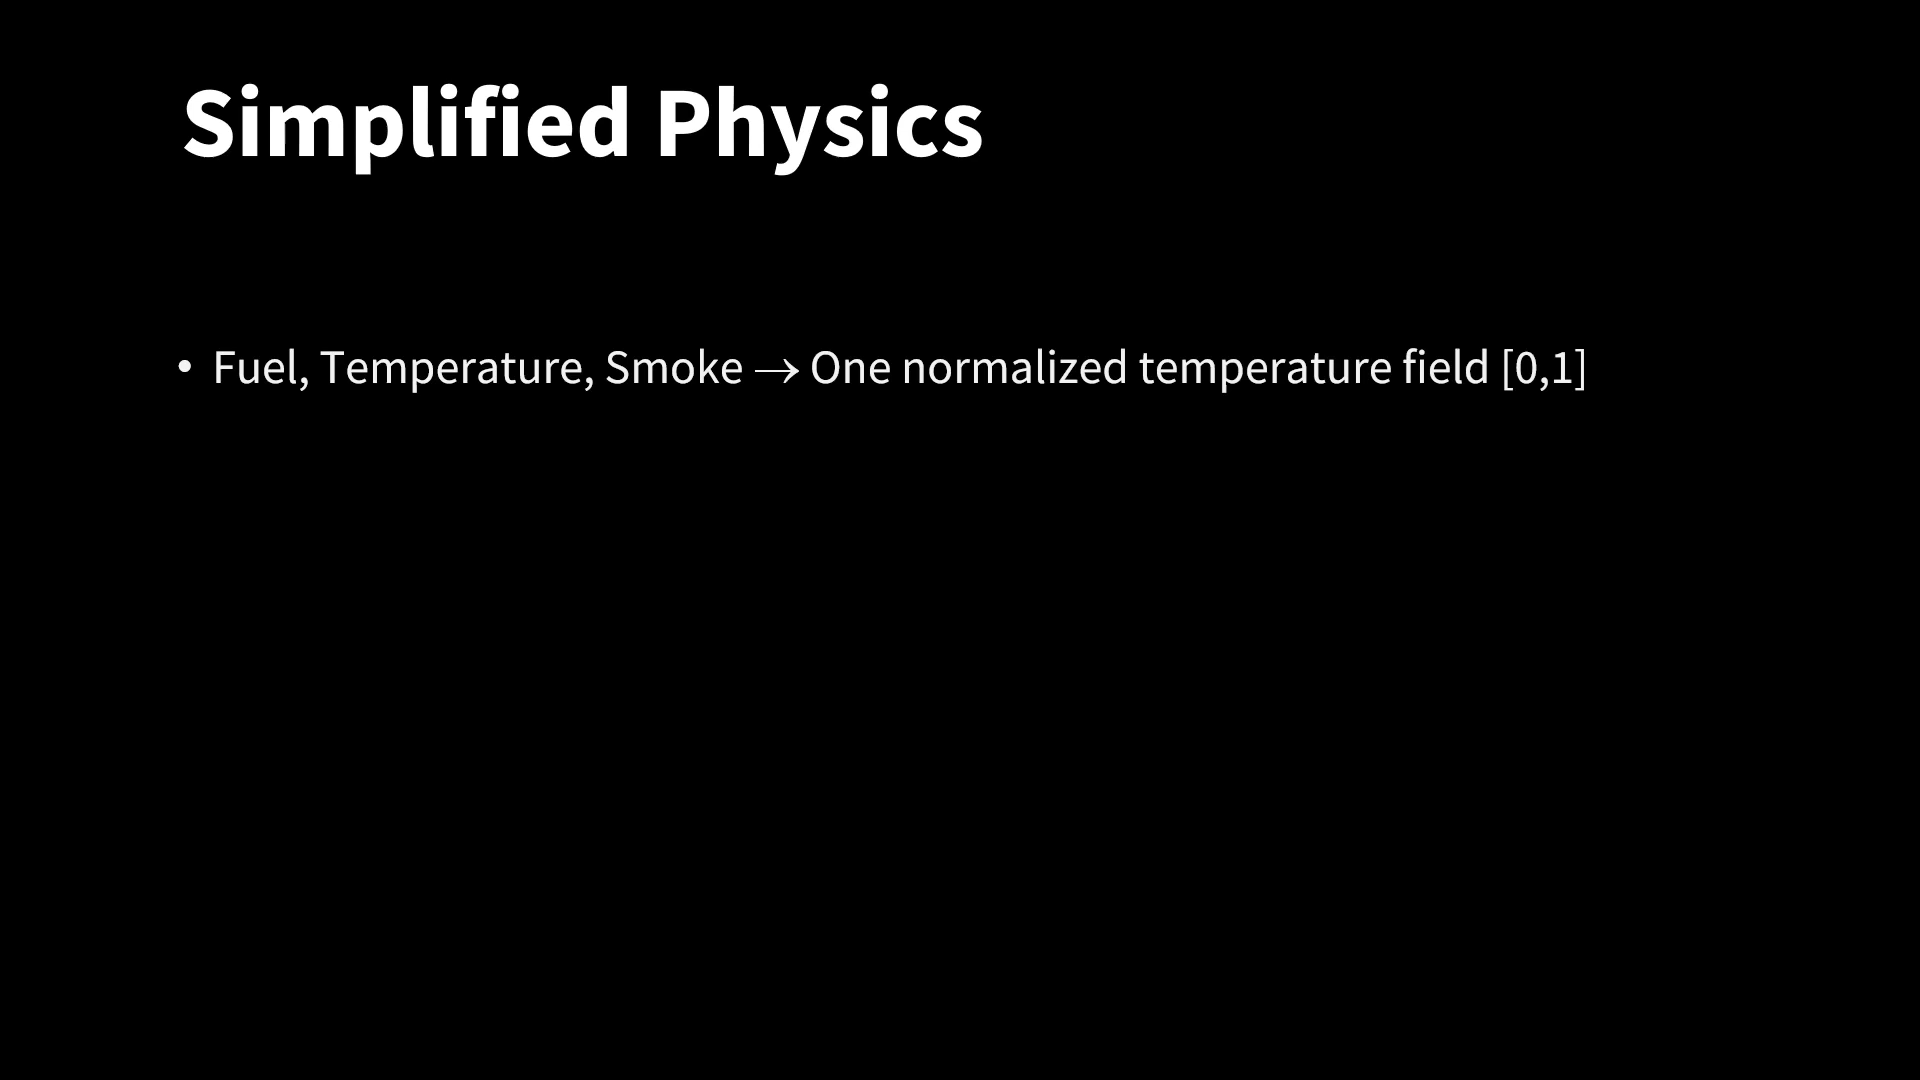 Simplified Physics
• Fuel, Temperature, Smoke → One normalized temperature field [0,1]